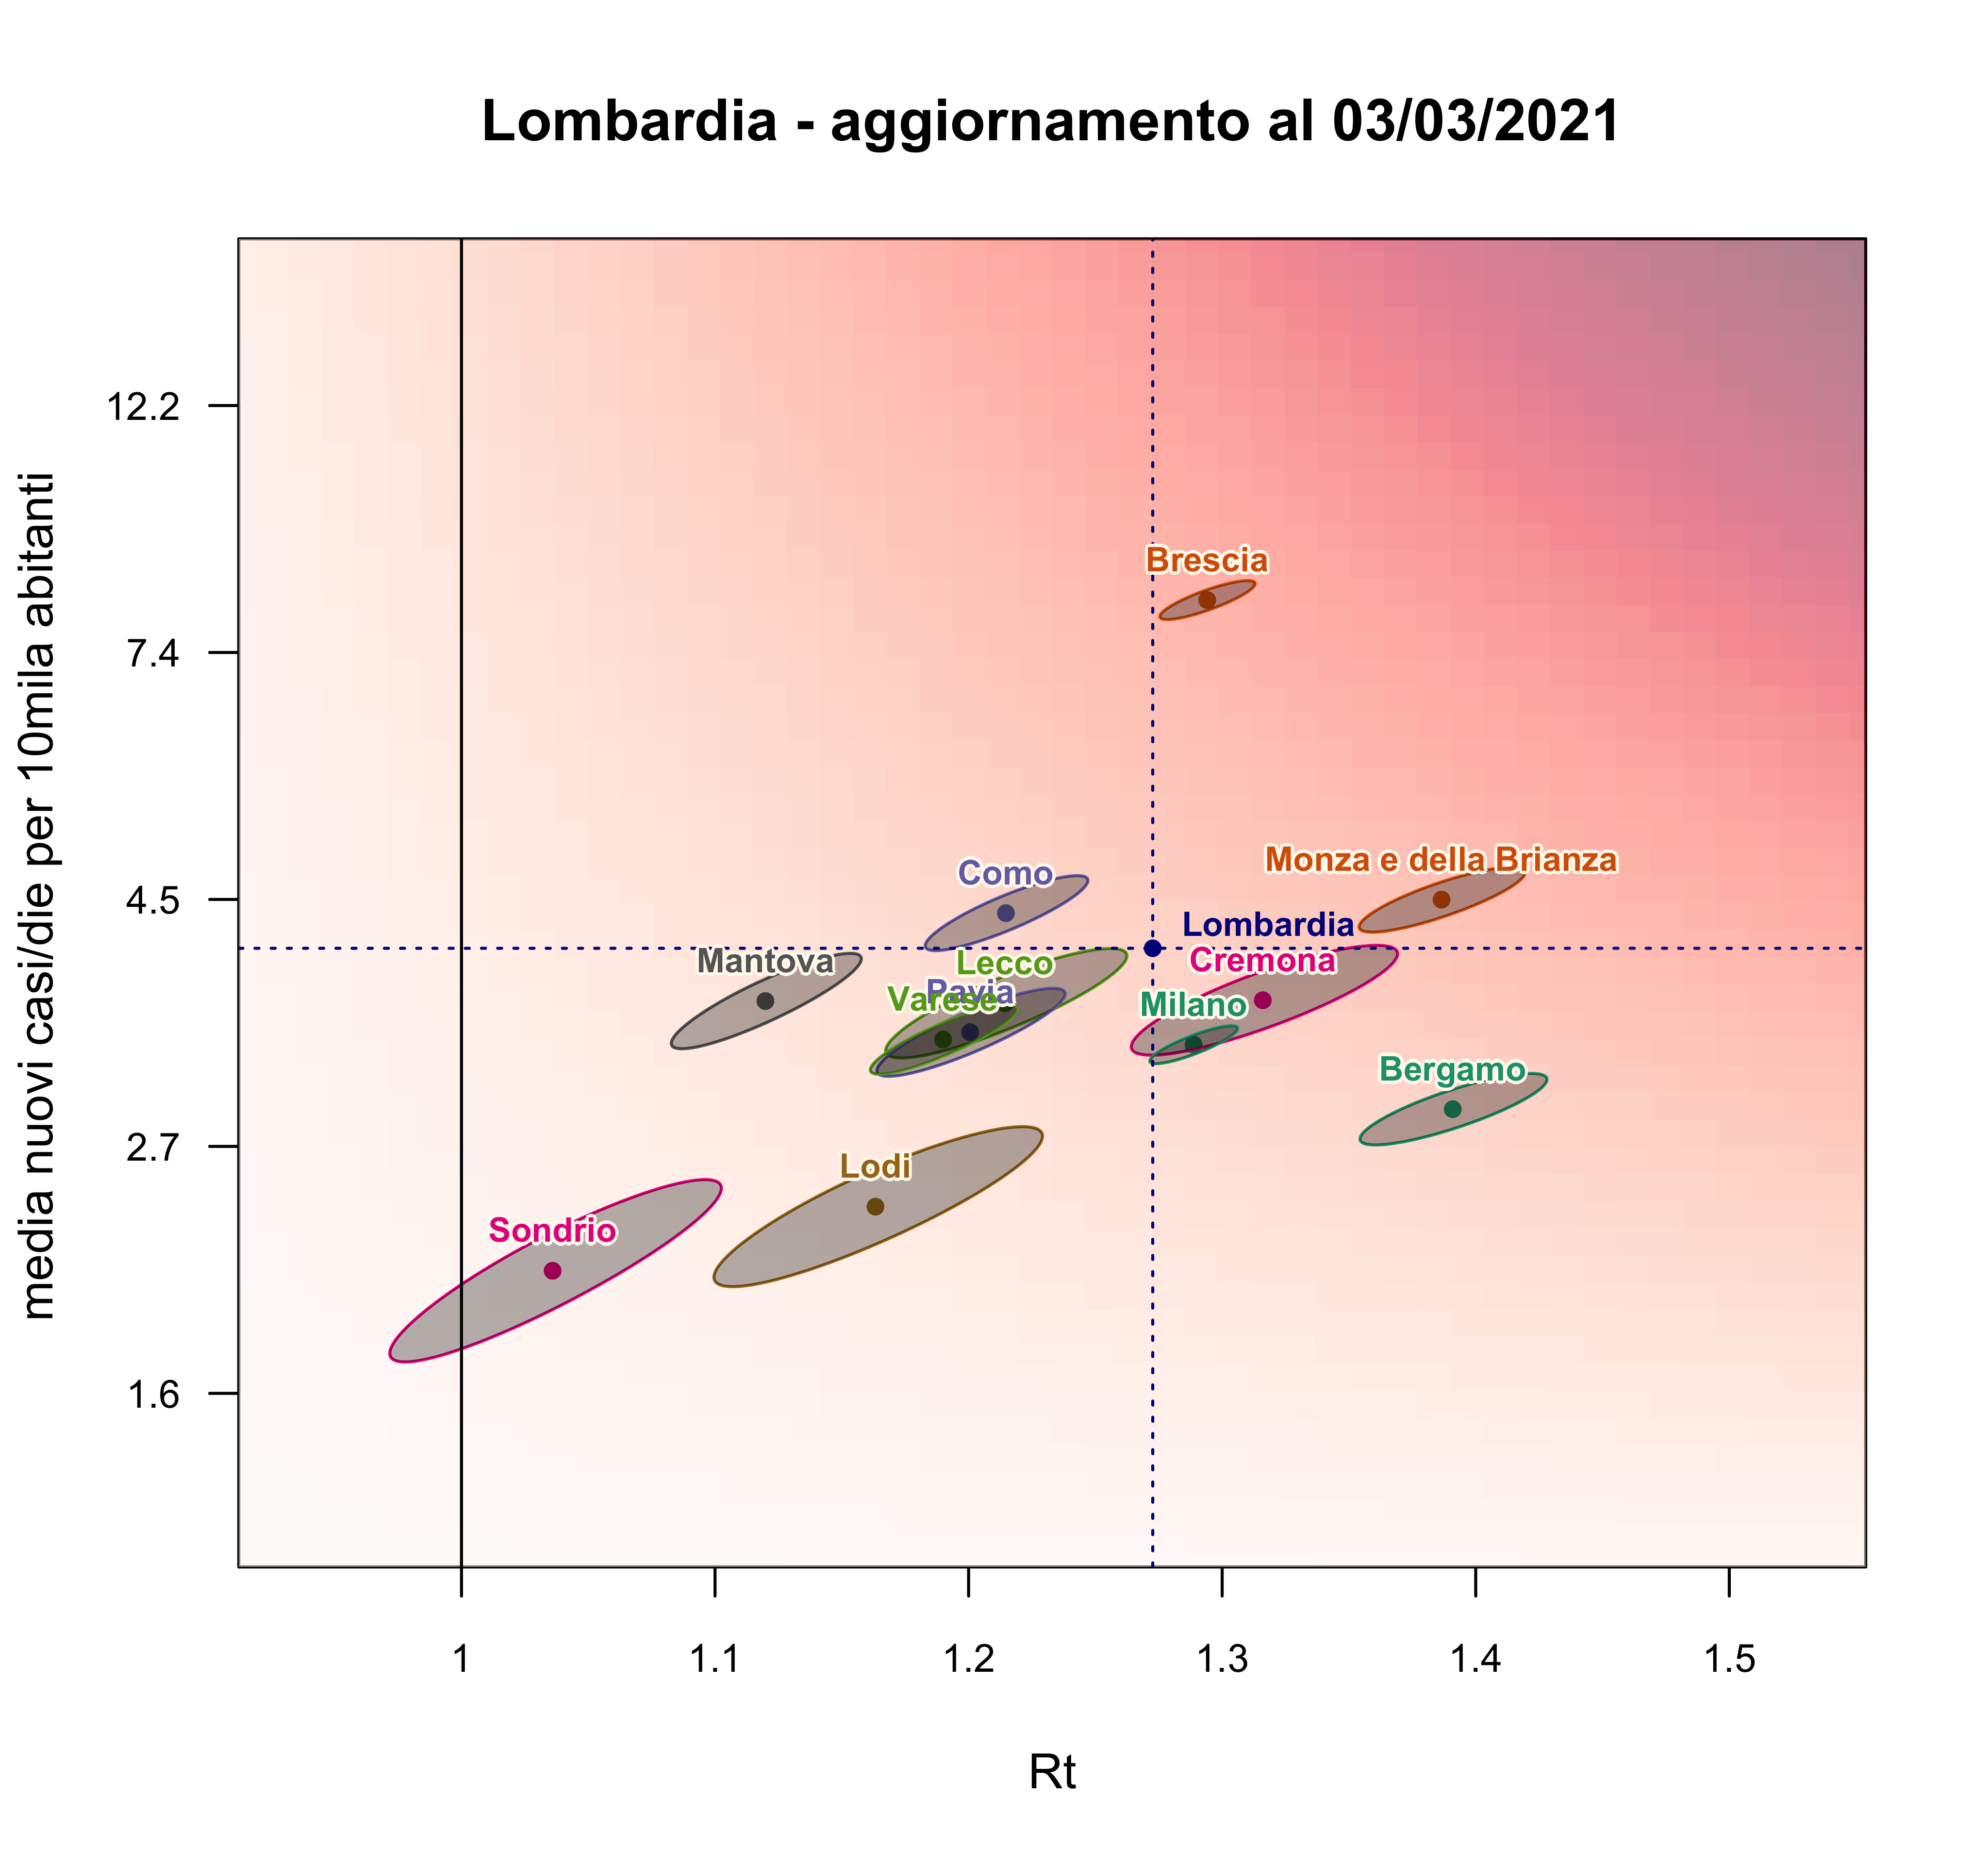 Lombardia - aggiornamento al 03/03/2021
media nuovi casi/die per 10mila abitanti
12.2
7.4
4.5
2.7
1.6
Brescia
Monza e della Brianza
Como
Lombardia
Mantova
Lecco
Cremona
Pavia
Varese
Milano
Bergamo
Lodi
Sondrio
1
1.1
1.2
1.3
1.4
1.5
Rt